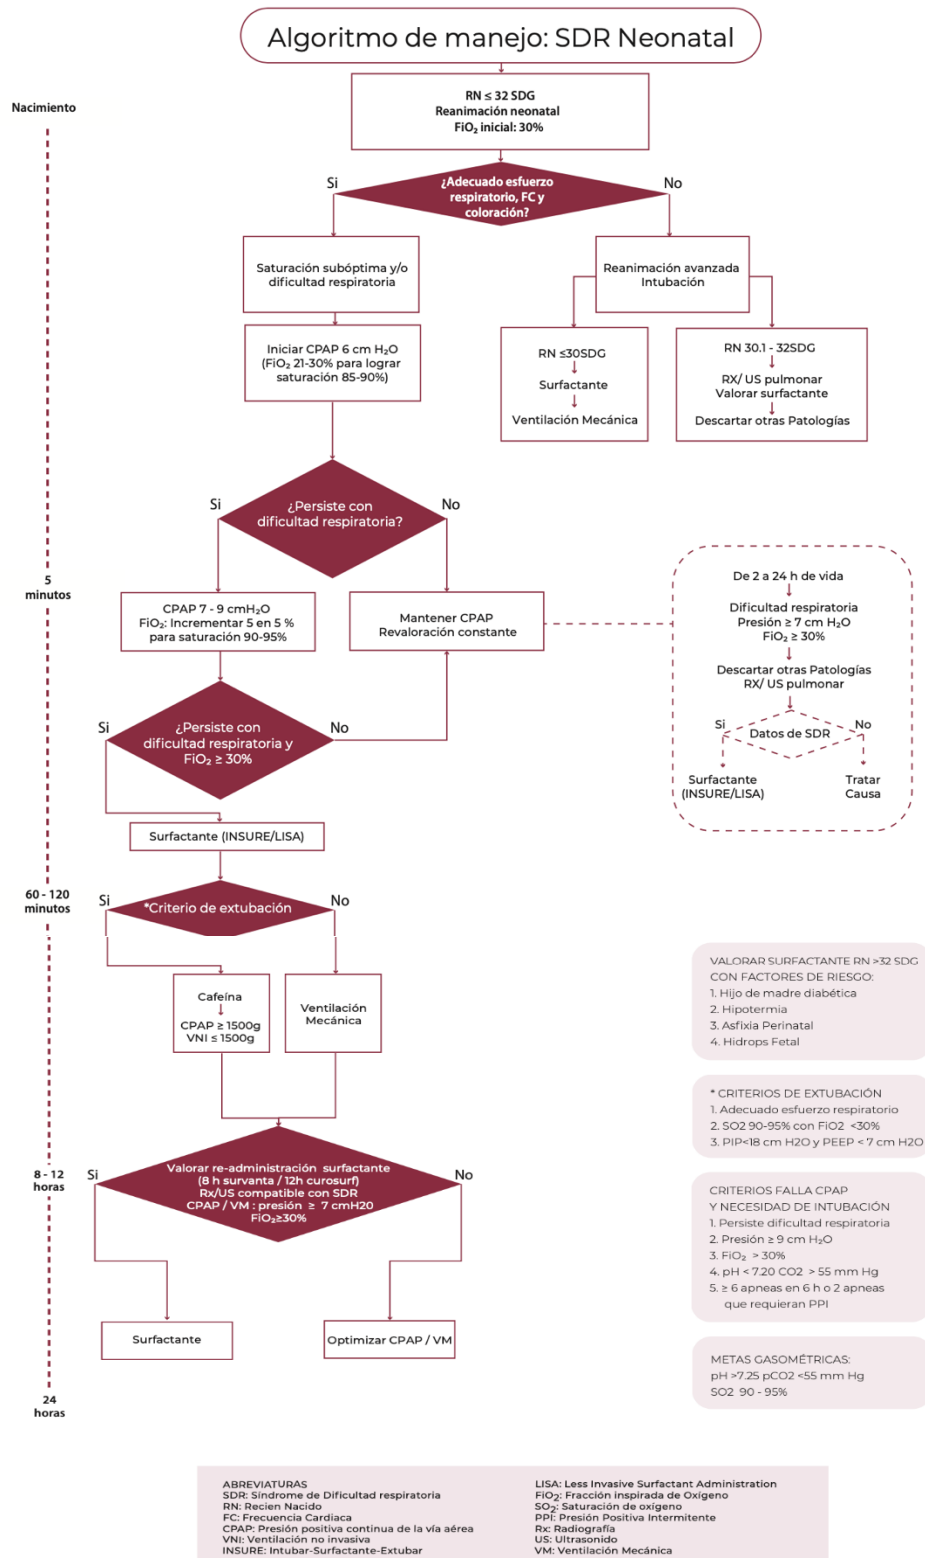 Algoritmo de manejo: SDR Neonatal
Nacimiento
RN ≤ 32 SDG
Reanimación neonatal
FiO₂ inicial: 30%
Si
¿Adecuado esfuerzo
respiratorio, FC y
coloración?
No
Saturación subóptima y/o
dificultad respiratoria
Reanimación avanzada
Intubación
Iniciar CPAP 6 cm H₂O
(FiO₂ 21-30% para lograr
saturación 85-90%)
RN ≤30SDG
Surfactante
Ventilación Mecánica
RN 30.1 - 32SDG
RX/ US pulmonar
Valorar surfactante
Descartar otras Patologías
Si
¿Persiste con
dificultad respiratoria?
No
5
minutos
CPAP 7 - 9 cmH₂O
FiO₂: Incrementar 5 en 5 %
para saturación 90-95%
Mantener CPAP
Revaloración constante
De 2 a 24 h de vida
Dificultad respiratoria
Presión ≥ 7 cm H₂O
FiO₂ ≥ 30%
Descartar otras Patologías
RX/ US pulmonar
Si
Datos de SDR
No
Surfactante
(INSURE/LISA)
Tratar
Causa
Si
¿Persiste con
dificultad respiratoria y
FiO₂ ≥ 30%
No
Surfactante (INSURE/LISA)
60 - 120
minutos
Si
*Criterio de extubación
No
Cafeína
CPAP ≥ 1500g
VNI ≤ 1500g
Ventilación
Mecánica
8 - 12
horas
Si
Valorar re-administración surfactante
(8 h survanta / 12h curosurf)
Rx/US compatible con SDR
CPAP / VM : presión ≥ 7 cmH20
FiO₂≥30%
No
Surfactante
Optimizar CPAP / VM
24
horas
VALORAR SURFACTANTE RN >32 SDG
CON FACTORES DE RIESGO:
1. Hijo de madre diabética
2. Hipotermia
3. Asfixia Perinatal
4. Hidrops Fetal
* CRITERIOS DE EXTUBACIÓN
1. Adecuado esfuerzo respiratorio
2. SO2 90-95% con FiO2 <30%
3. PIP<18 cm H2O y PEEP < 7 cm H2O
CRITERIOS FALLA CPAP
Y NECESIDAD DE INTUBACIÓN
1. Persiste dificultad respiratoria
2. Presión ≥ 9 cm H₂O
3. FiO₂ > 30%
4. pH < 7.20 CO2 > 55 mm Hg
5. ≥ 6 apneas en 6 h o 2 apneas
que requieran PPI
METAS GASOMÉTRICAS:
pH >7.25 pCO2 <55 mm Hg
SO2 90 - 95%
ABREVIATURAS
SDR: Síndrome de Dificultad respiratoria
RN: Recien Nacido
FC: Frecuencia Cardiaca
CPAP: Presión positiva continua de la vía aérea
VNI: Ventilación no invasiva
INSURE: Intubar-Surfactante-Extubar
LISA: Less Invasive Surfactant Administration
FiO₂: Fracción inspirada de Oxígeno
SO₂: Saturación de oxígeno
PPI: Presión Positiva Intermitente
Rx: Radiografía
US: Ultrasonido
VM: Ventilación Mecánica